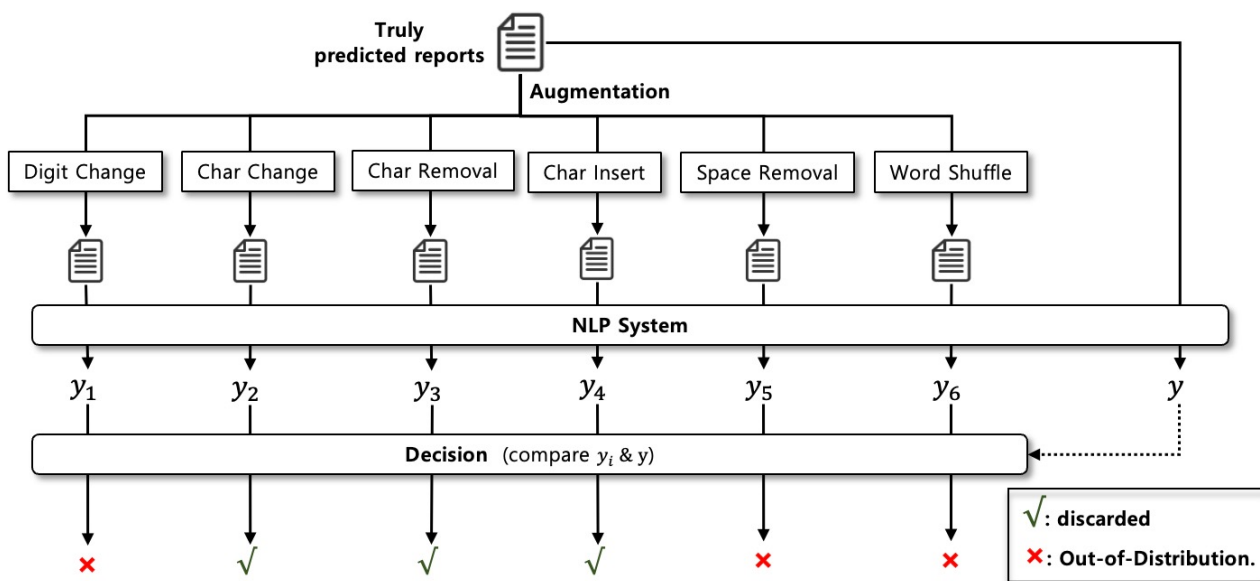 Truly
predicted reports
Augmentation
Digit Change
Char Change
Char Removal
Char Insert
Space Removal
Word Shuffle
NLP System
y₁
y₂
y₃
y₄
y₅
y₆
y
Decision (compare yᵢ & y)
√: discarded
×: Out-of-Distribution.
× √ √ √ × ×